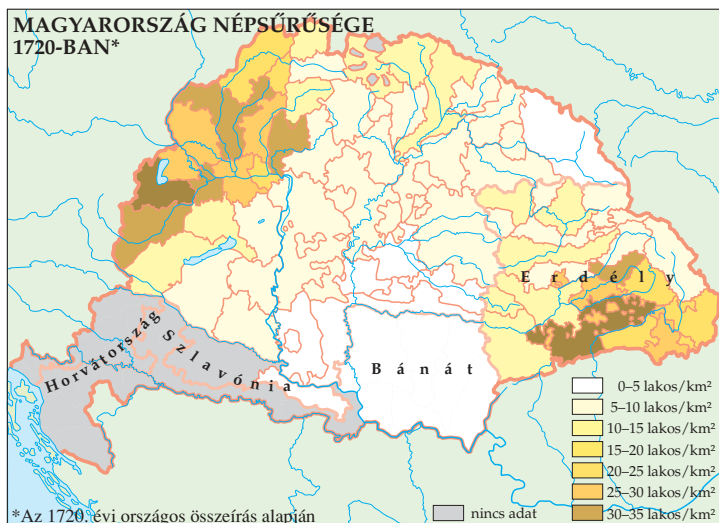 MAGYARORSZÁG NÉPSŰRŰSÉGE
1720-BAN*
Erdély
Horvátország
Szlavónia
Bánát
0–5 lakos/km²
5–10 lakos/km²
10–15 lakos/km²
15–20 lakos/km²
20–25 lakos/km²
25–30 lakos/km²
30–35 lakos/km²
nincs adat
*Az 1720. évi országos összeírás alapján